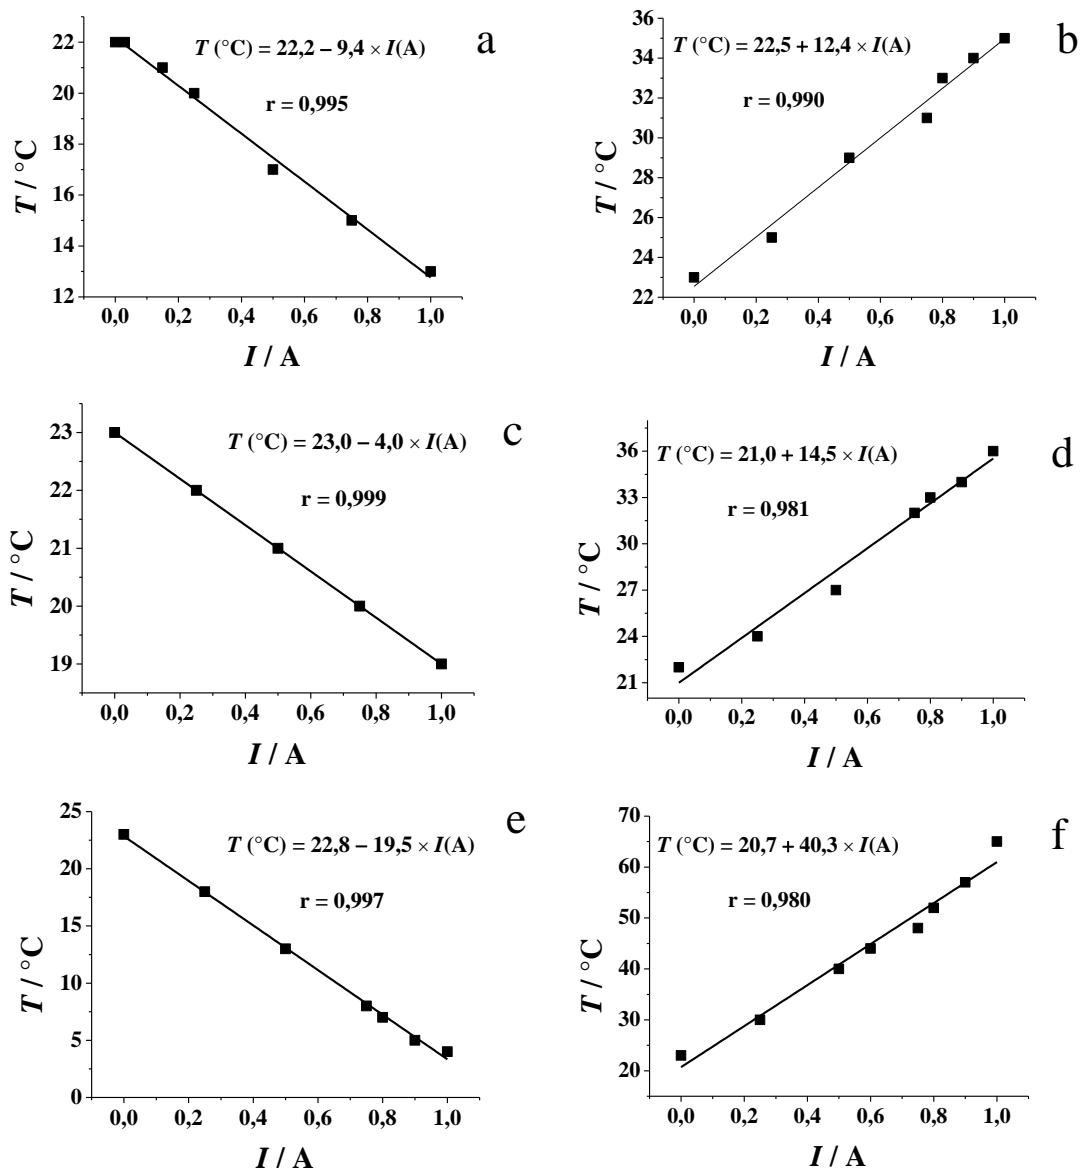 a
T (°C) = 22,2 – 9,4 × I(A)
r = 0,995
22
20
18
16
14
12
T / °C
0,0 0,2 0,4 0,6 0,8 1,0
I / A
b
T (°C) = 22,5 + 12,4 × I(A)
r = 0,990
36
34
32
30
28
26
24
22
T / °C
0,0 0,2 0,4 0,6 0,8 1,0
I / A
c
T (°C) = 23,0 – 4,0 × I(A)
r = 0,999
23
22
21
20
19
T / °C
0,0 0,2 0,4 0,6 0,8 1,0
I / A
d
T (°C) = 21,0 + 14,5 × I(A)
r = 0,981
36
33
30
27
24
21
T / °C
0,0 0,2 0,4 0,6 0,8 1,0
I / A
e
T (°C) = 22,8 – 19,5 × I(A)
r = 0,997
25
20
15
10
5
0
T / °C
0,0 0,2 0,4 0,6 0,8 1,0
I / A
f
T (°C) = 20,7 + 40,3 × I(A)
r = 0,980
70
60
50
40
30
20
T / °C
0,0 0,2 0,4 0,6 0,8 1,0
I / A